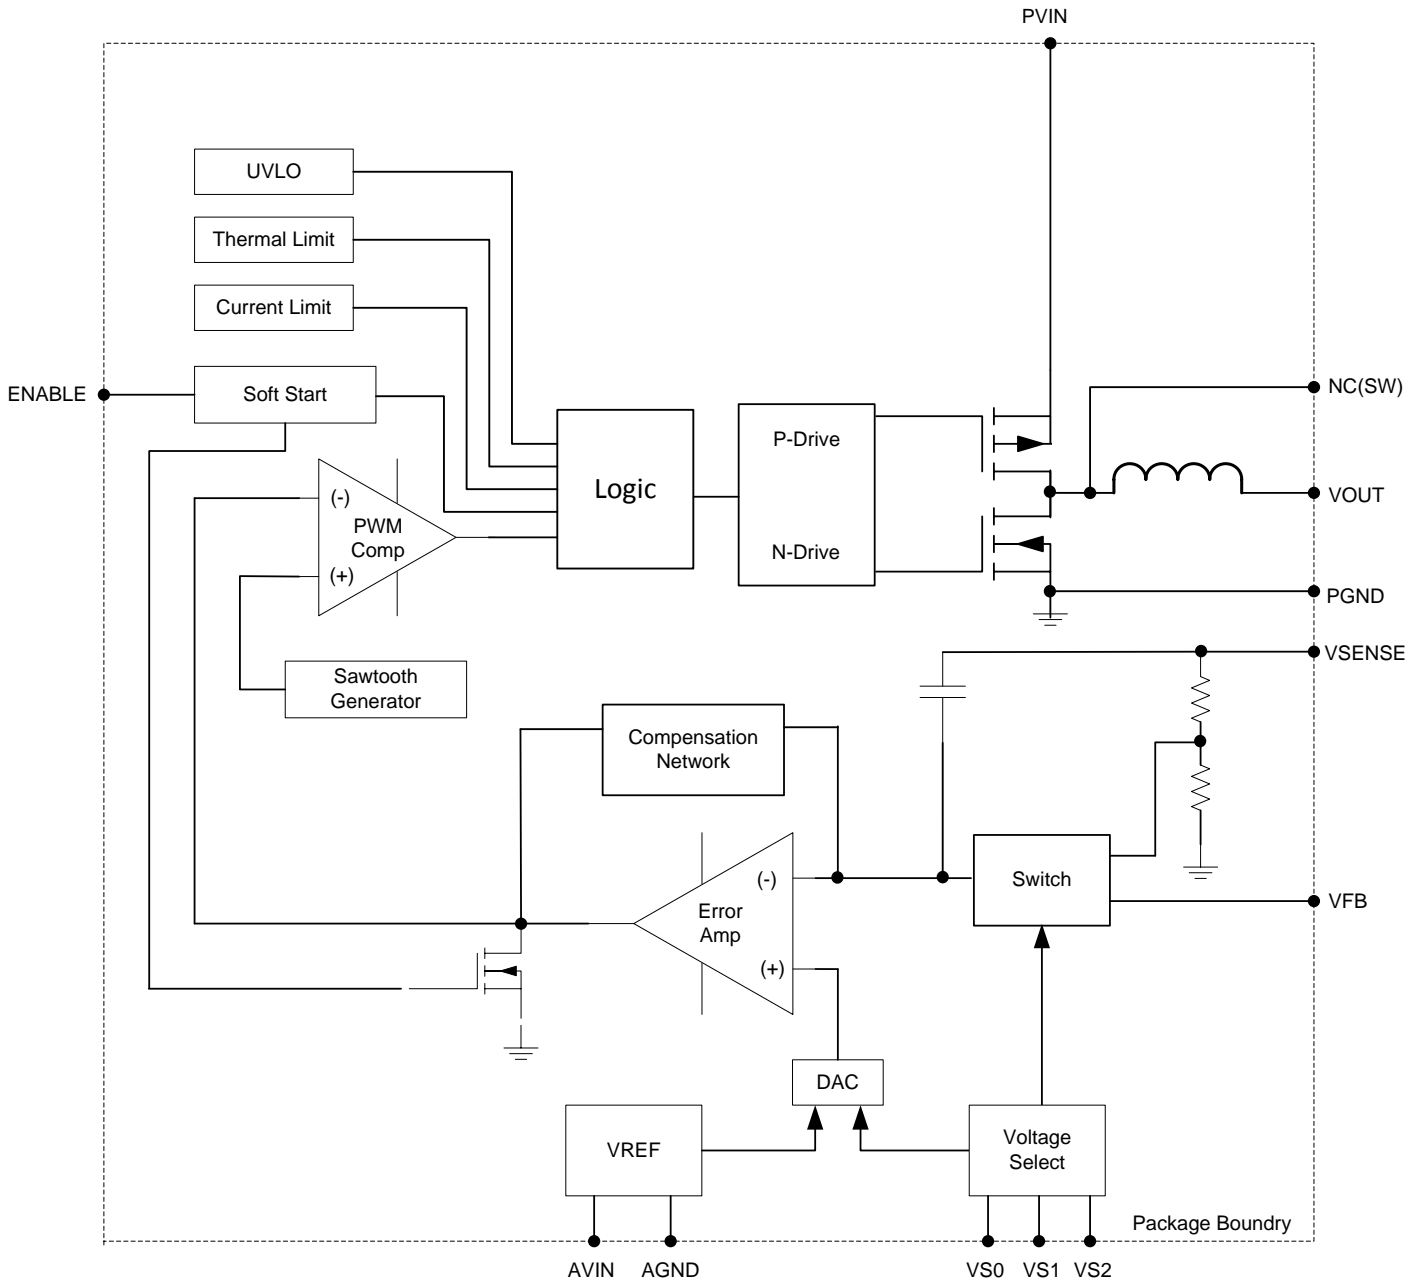 PVIN
UVLO
Thermal Limit
Current Limit
ENABLE
Soft Start
NC(SW)
P-Drive
Logic
(-)
PWM
Comp
(+)
N-Drive
VOUT
PGND
VSENSE
Sawtooth
Generator
Compensation
Network
Switch
(-)
Error
Amp
(+)
VFB
DAC
VREF
Voltage
Select
Package Boundry
AVIN
AGND
VS0
VS1
VS2